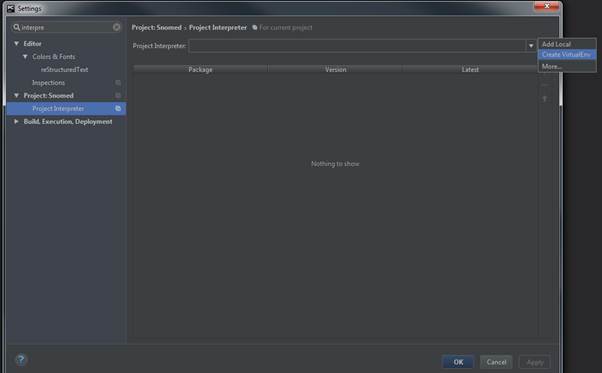 Settings
interpre
Project: Snomed › Project Interpreter For current project
Editor
Colors & Fonts
reStructuredText
Inspections
Project: Snomed
Project Interpreter
Build, Execution, Deployment
Project Interpreter:
Add Local
Create VirtualEnv
More...
Package Version Latest
Nothing to show
?
OK Cancel Apply